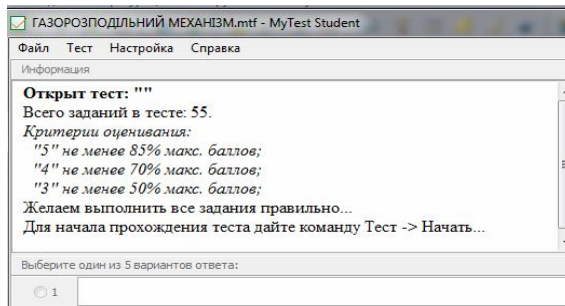 ГАЗОРОЗПОДІЛЬНИЙ МЕХАНІЗМ.mtf - MyTest Student
Файл Тест Настройка Справка
Информация
Открыт тест: ""
Всего заданий в тесте: 55.
Критерии оценивания:
"5" не менее 85% макс. баллов;
"4" не менее 70% макс. баллов;
"3" не менее 50% макс. баллов;
Желаем выполнить все задания правильно...
Для начала прохождения теста дайте команду Тест -> Начать...
Выберите один из 5 вариантов ответа:
1